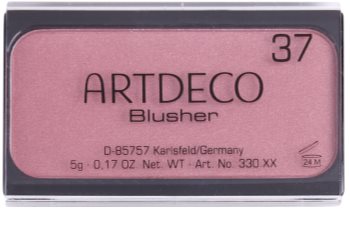 37
ARTDECO
Blusher
D-85757 Karlsfeld/Germany
5g - 0.17 OZ. Net. WT - Art. No. 330 XX
24 M